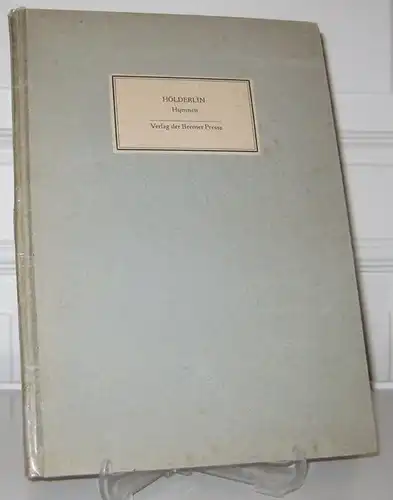 HÖLDERLIN
Hyperion
Verlag der Bremer Presse